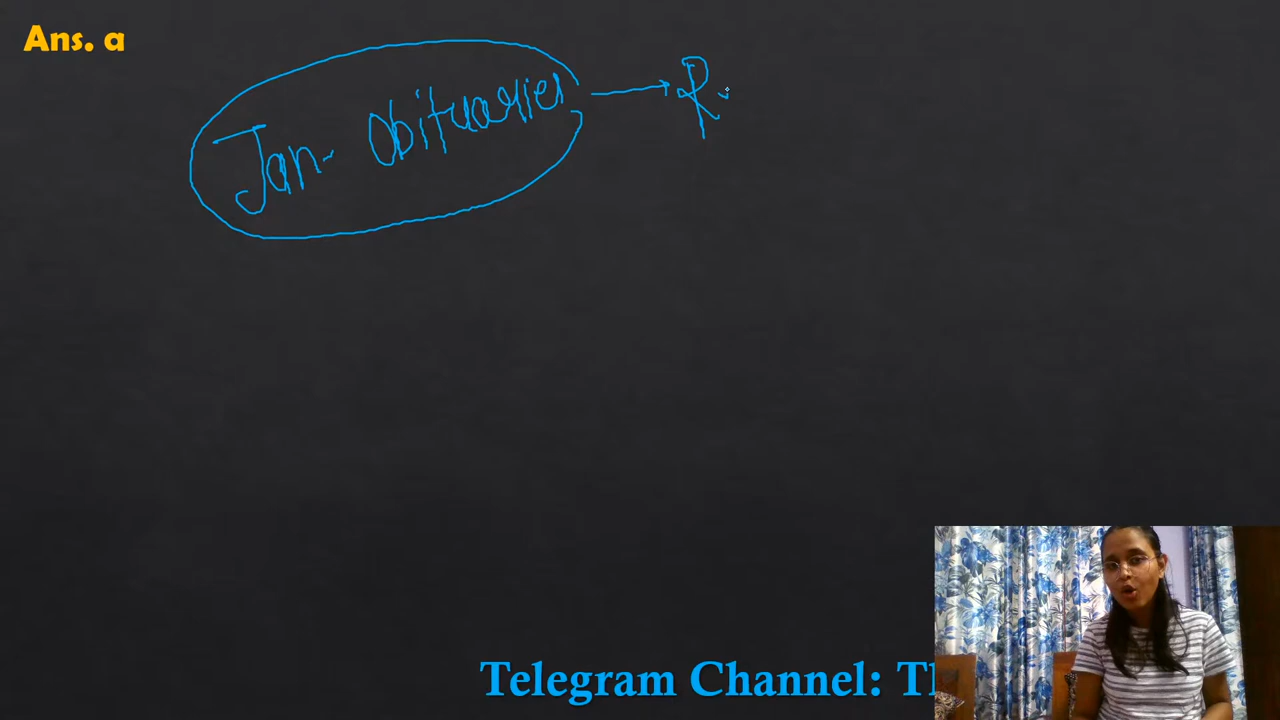 Ans. a
Jan- Obituaries → R
Telegram Channel: